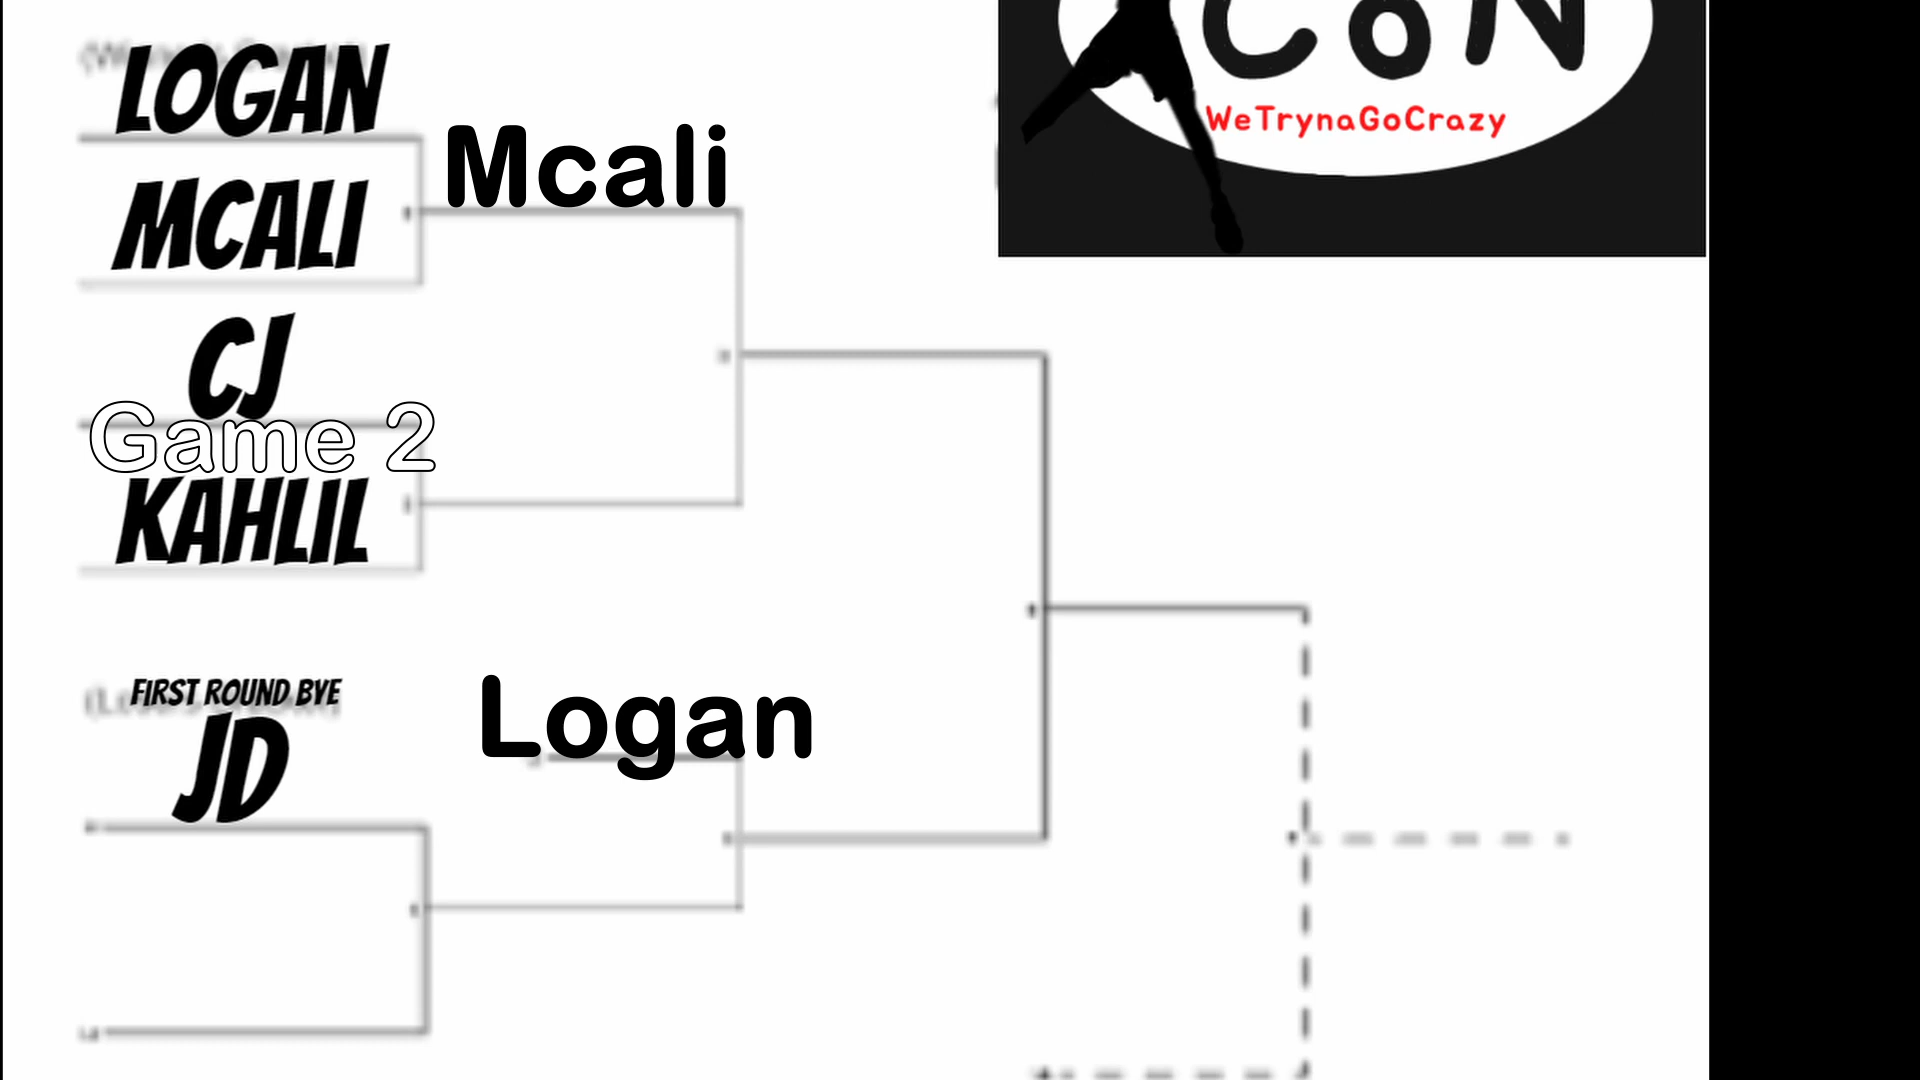 LOGAN
Mcali
MCALI
CJ
Game 2
KAHLIL
FIRST ROUND BYE
JD
Logan
CoN
WeTrynaGoCrazy